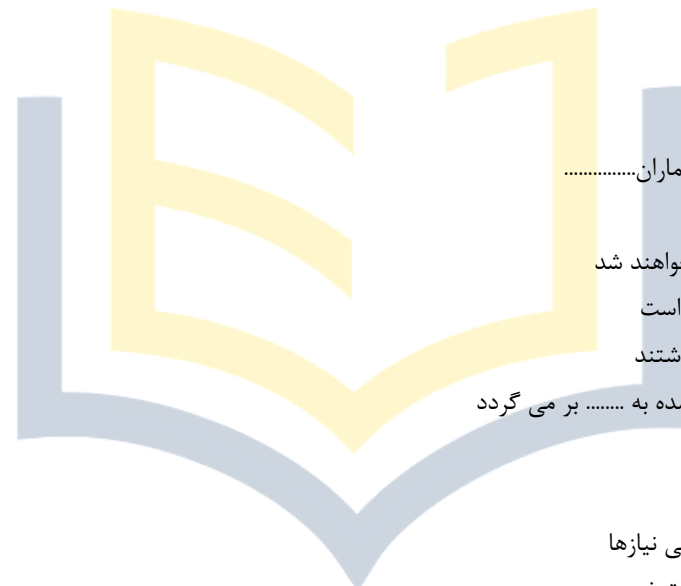 ماران...............
واهند شد
است
شتند
ده به ........ بر می گردد
ی نیازها